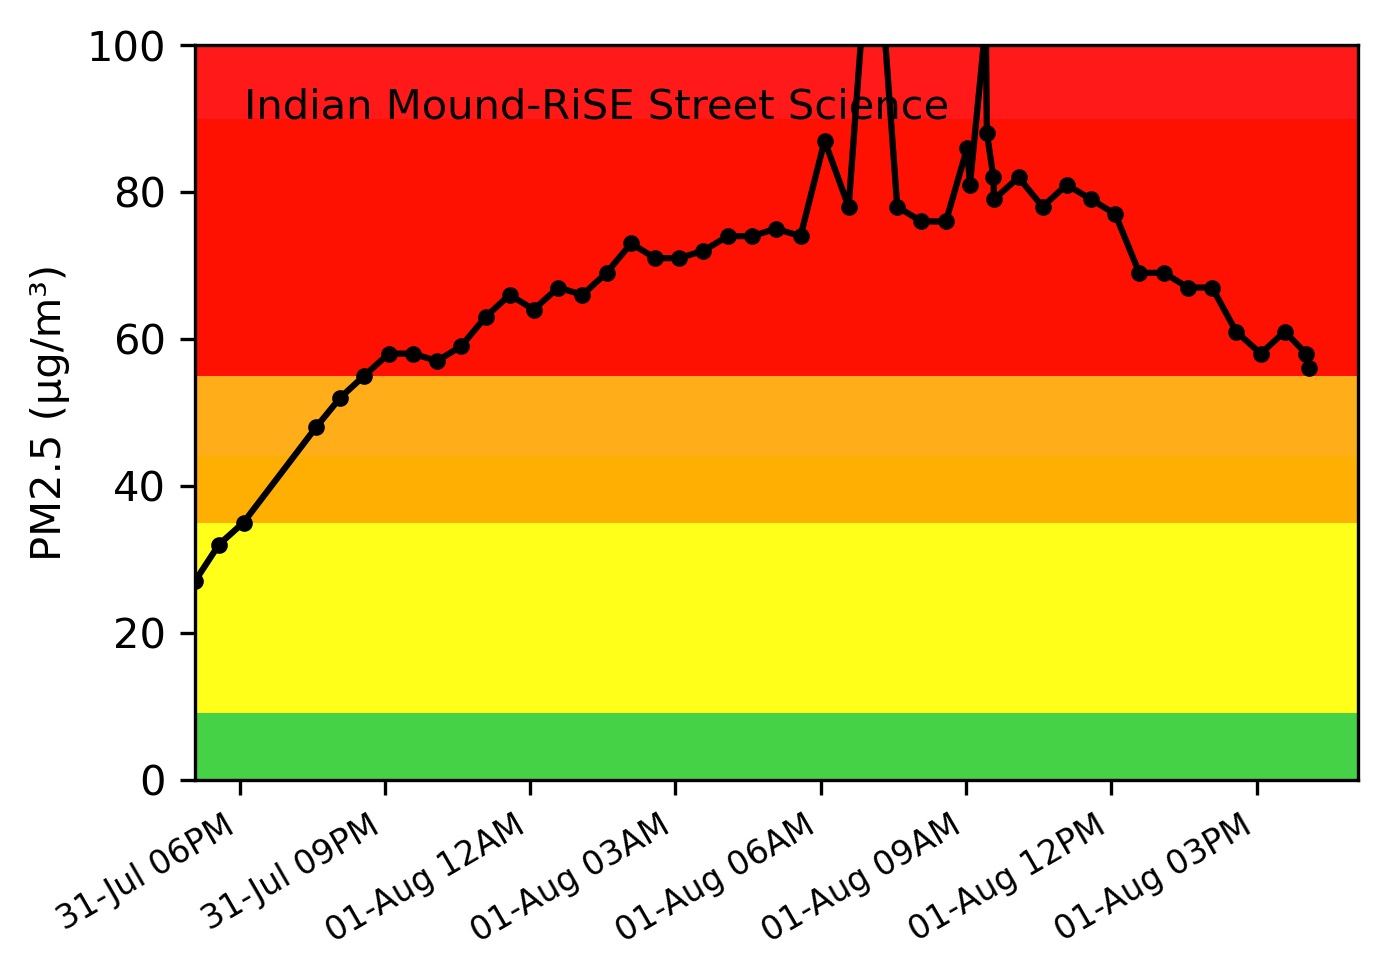 Indian Mound-RiSE Street Science
PM2.5 (µg/m³)
100
80
60
40
20
0
31-Jul 06PM
31-Jul 09PM
01-Aug 12AM
01-Aug 03AM
01-Aug 06AM
01-Aug 09AM
01-Aug 12PM
01-Aug 03PM